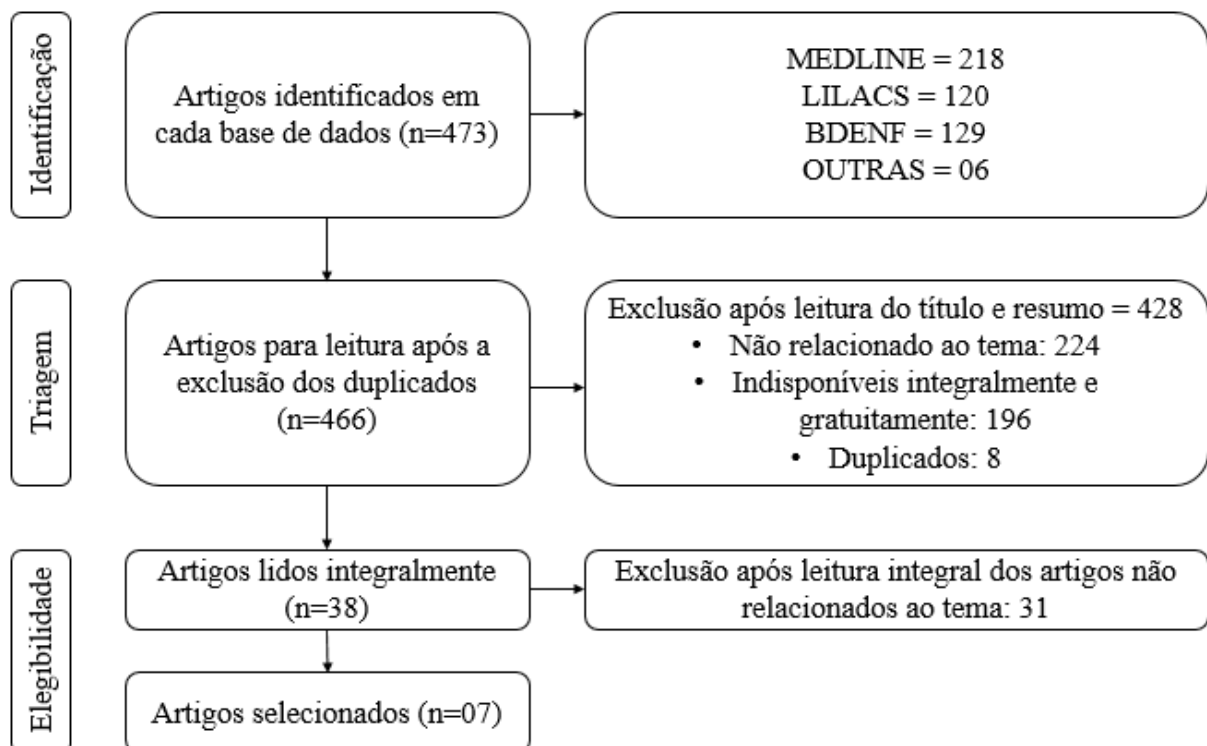 Identificação
Artigos identificados em
cada base de dados (n=473)
MEDLINE = 218
LILACS = 120
BDENF = 129
OUTRAS = 06
Triagem
Artigos para leitura após a
exclusão dos duplicados
(n=466)
Exclusão após leitura do título e resumo = 428
• Não relacionado ao tema: 224
• Indisponíveis integralmente e
gratuitamente: 196
• Duplicados: 8
Elegibilidade
Artigos lidos integralmente
(n=38)
Exclusão após leitura integral dos artigos não
relacionados ao tema: 31
Artigos selecionados (n=07)